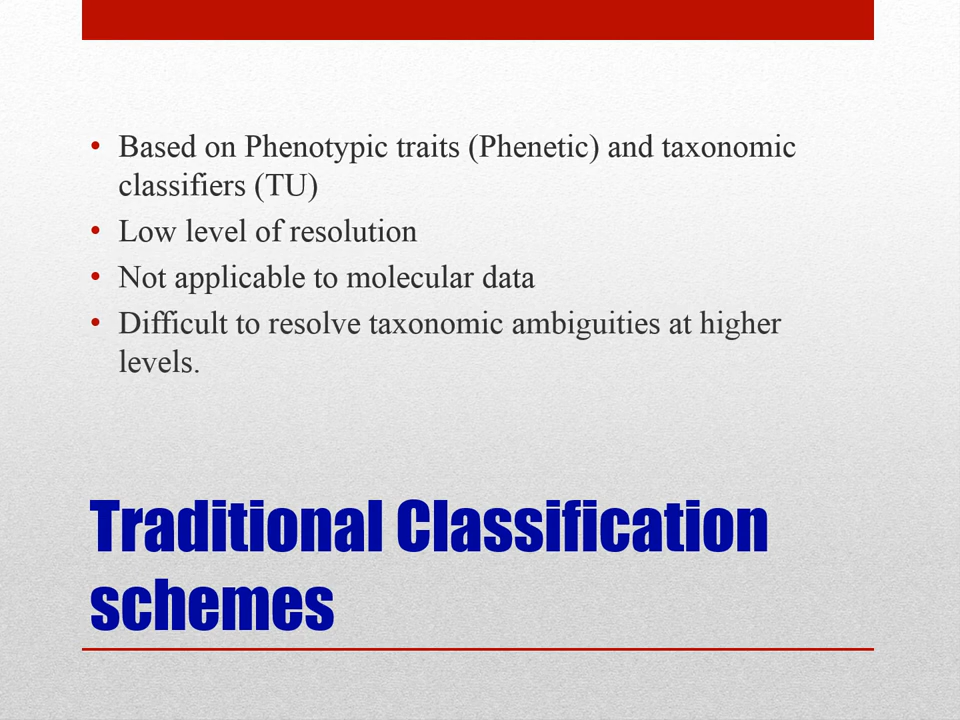 • Based on Phenotypic traits (Phenetic) and taxonomic
classifiers (TU)
• Low level of resolution
• Not applicable to molecular data
• Difficult to resolve taxonomic ambiguities at higher
levels.
Traditional Classification
schemes